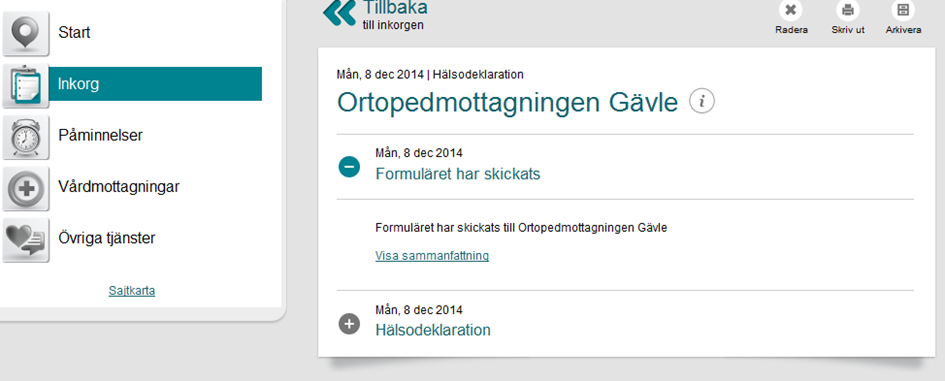 Start
Inkorg
Påminnelser
Vårdmottagningar
Övriga tjänster
Sajtkarta
Tillbaka
till inkorgen
Radera
Skriv ut
Arkivera
Mån, 8 dec 2014 | Hälsodeklaration
Ortopedmottagningen Gävle i
Mån, 8 dec 2014
Formuläret har skickats
Formuläret har skickats till Ortopedmottagningen Gävle
Visa sammanfattning
Mån, 8 dec 2014
Hälsodeklaration